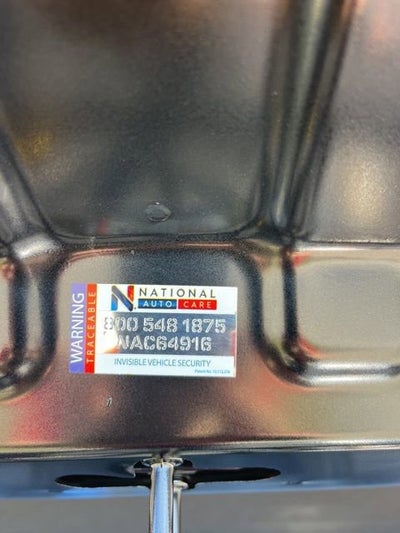 WARNING
TRACEABLE
NATIONAL
AUTO CARE
800 548 1875
NAC64916
INVISIBLE VEHICLE SECURITY